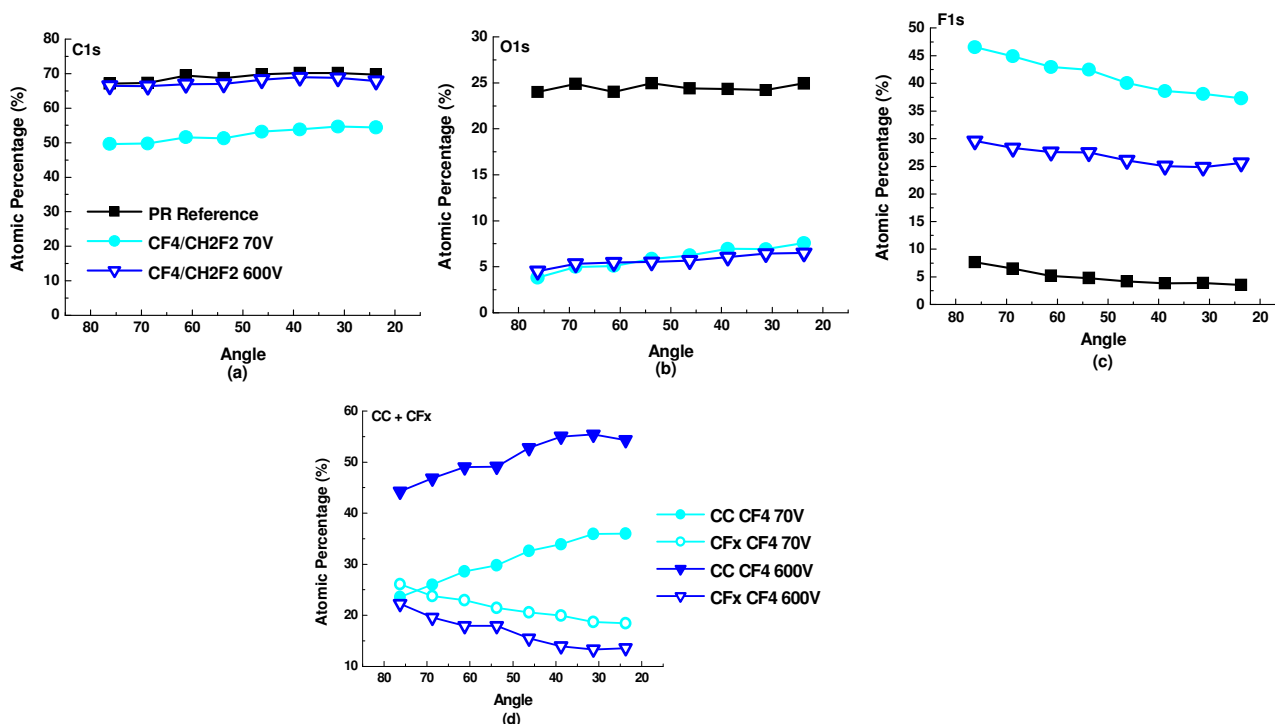 C1s
Atomic Percentage (%)
80
70
60
50
40
30
20
10
0
PR Reference
CF4/CH2F2 70V
CF4/CH2F2 600V
80 70 60 50 40 30 20
Angle
(a)
O1s
Atomic Percentage (%)
30
25
20
15
10
5
0
80 70 60 50 40 30 20
Angle
(b)
F1s
Atomic Percentage (%)
50
45
40
35
30
25
20
15
10
5
0
80 70 60 50 40 30 20
Angle
(c)
CC + CFx
Atomic Percentage (%)
60
50
40
30
20
10
80 70 60 50 40 30 20
Angle
(d)
CC CF4 70V
CFx CF4 70V
CC CF4 600V
CFx CF4 600V